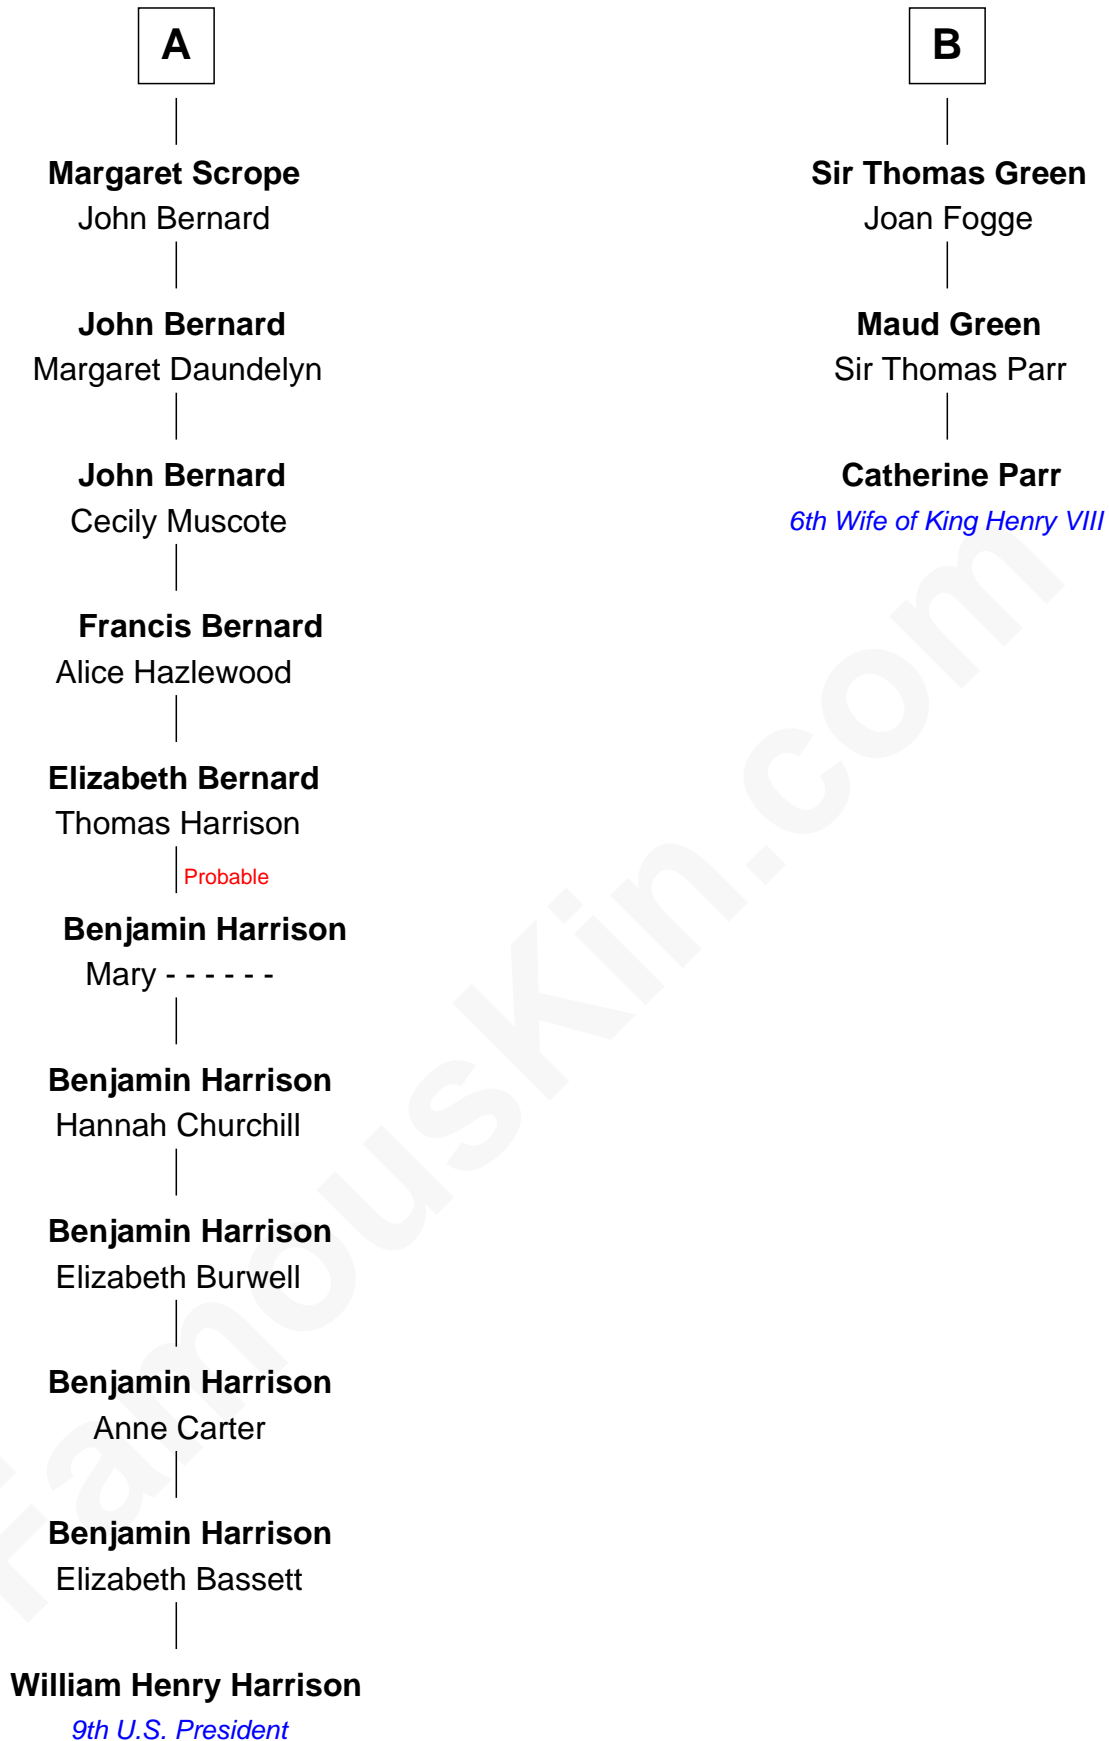 A
Margaret Scrope
John Bernard
John Bernard
Margaret Daundelyn
John Bernard
Cecily Muscote
Francis Bernard
Alice Hazlewood
Elizabeth Bernard
Thomas Harrison
Probable
Benjamin Harrison
Mary - - - - - -
Benjamin Harrison
Hannah Churchill
Benjamin Harrison
Elizabeth Burwell
Benjamin Harrison
Anne Carter
Benjamin Harrison
Elizabeth Bassett
William Henry Harrison
9th U.S. President
B
Sir Thomas Green
Joan Fogge
Maud Green
Sir Thomas Parr
Catherine Parr
6th Wife of King Henry VIII
FamousKin.com